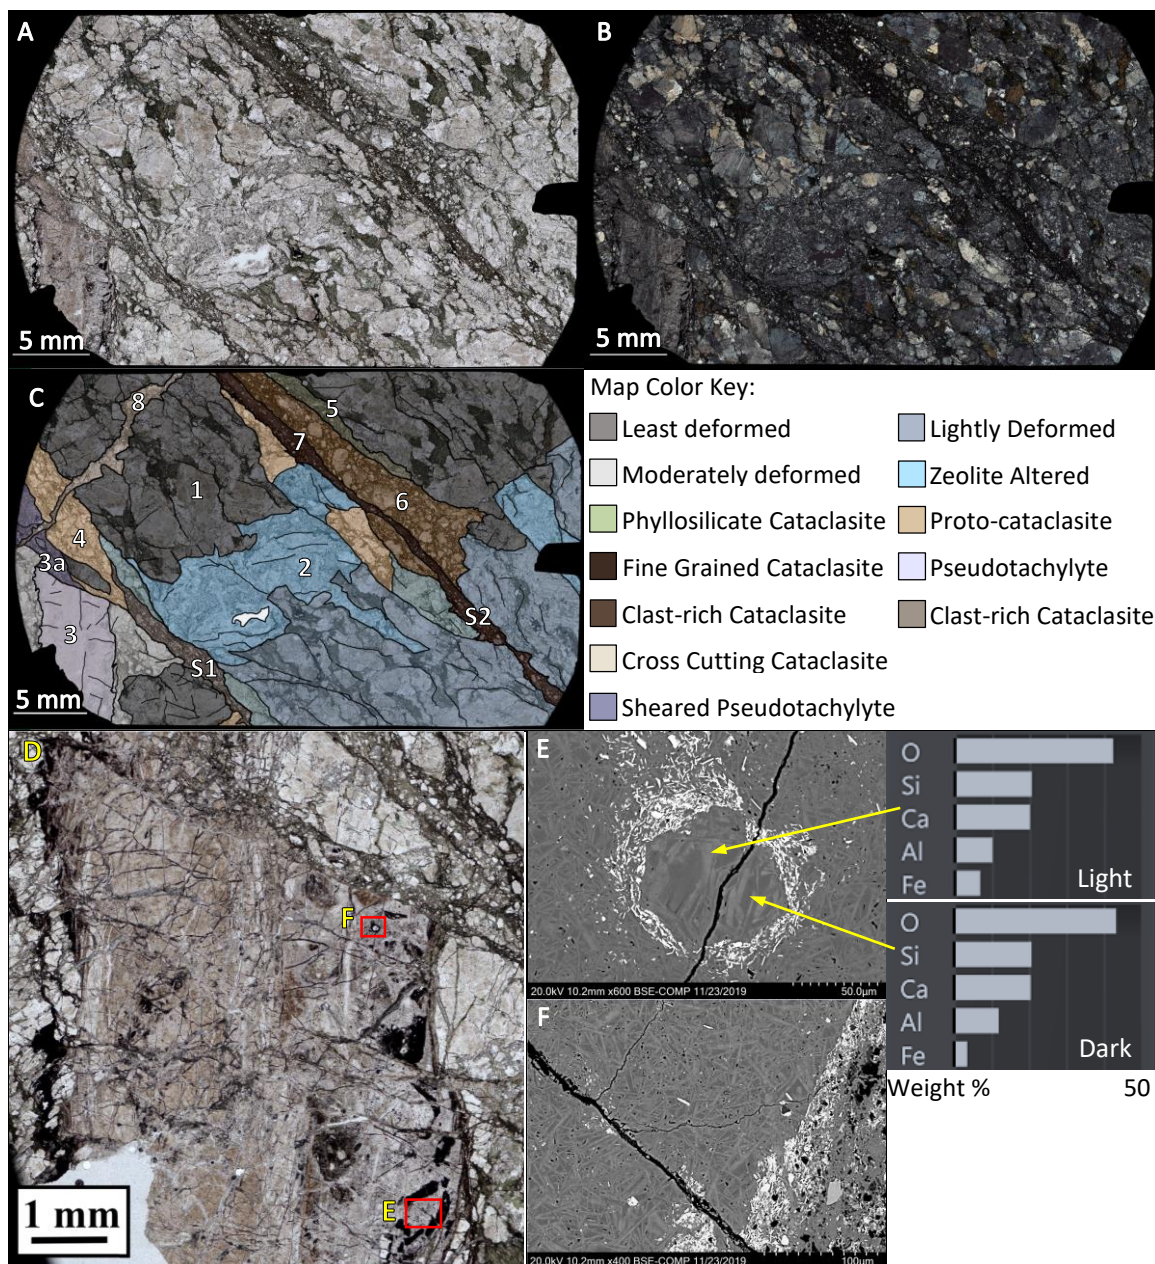 A
B
5 mm
5 mm
C
8
5
7
1
6
4
3a
2
3
S2
S1
5 mm
Map Color Key:
Least deformed
Lightly Deformed
Moderately deformed
Zeolite Altered
Phyllosilicate Cataclasite
Proto-cataclasite
Fine Grained Cataclasite
Pseudotachylyte
Clast-rich Cataclasite
Clast-rich Cataclasite
Cross Cutting Cataclasite
Sheared Pseudotachylyte
D
F
E
1 mm
E
20.0kV 10.2mm x600 BSE-COMP 11/23/2019
50.0µm
F
20.0kV 10.2mm x400 BSE-COMP 11/23/2019
100µm
O
Si
Ca
Al
Fe
Light
O
Si
Ca
Al
Fe
Dark
Weight %
50